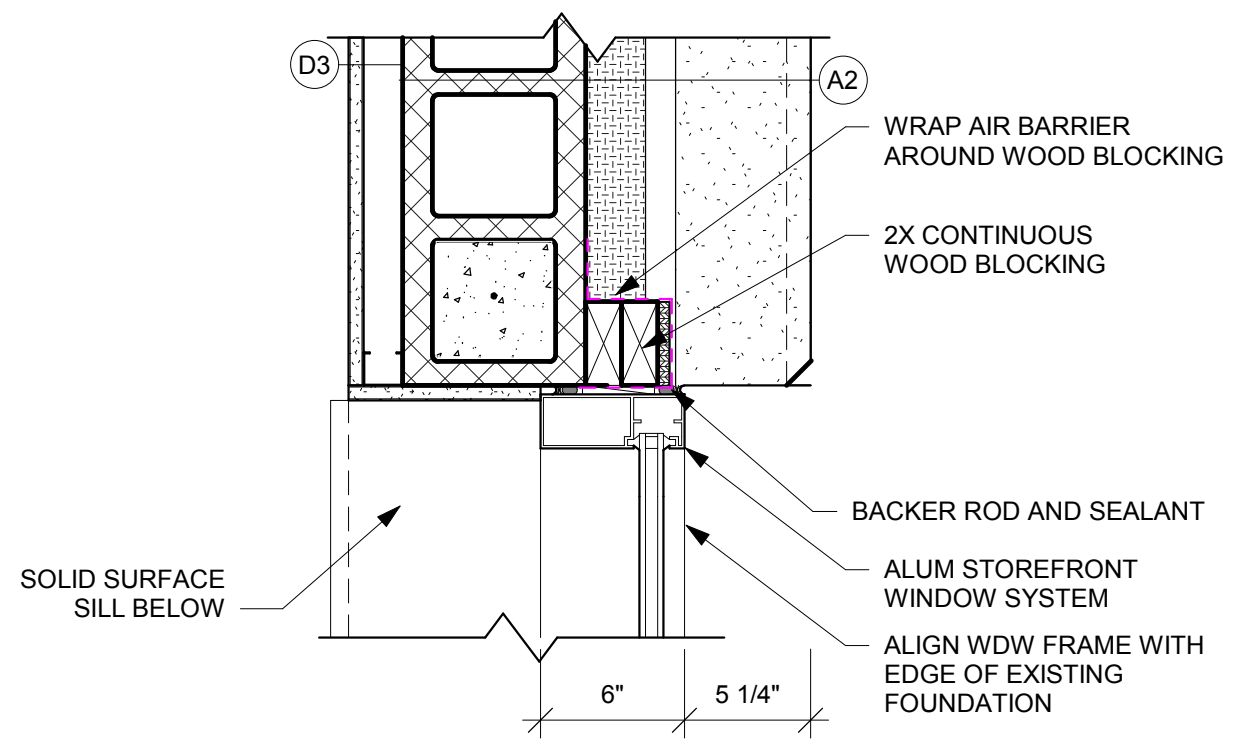 D3
A2
WRAP AIR BARRIER
AROUND WOOD BLOCKING
2X CONTINUOUS
WOOD BLOCKING
BACKER ROD AND SEALANT
ALUM STOREFRONT
WINDOW SYSTEM
SOLID SURFACE
SILL BELOW
ALIGN WDW FRAME WITH
EDGE OF EXISTING
FOUNDATION
6"
5 1/4"